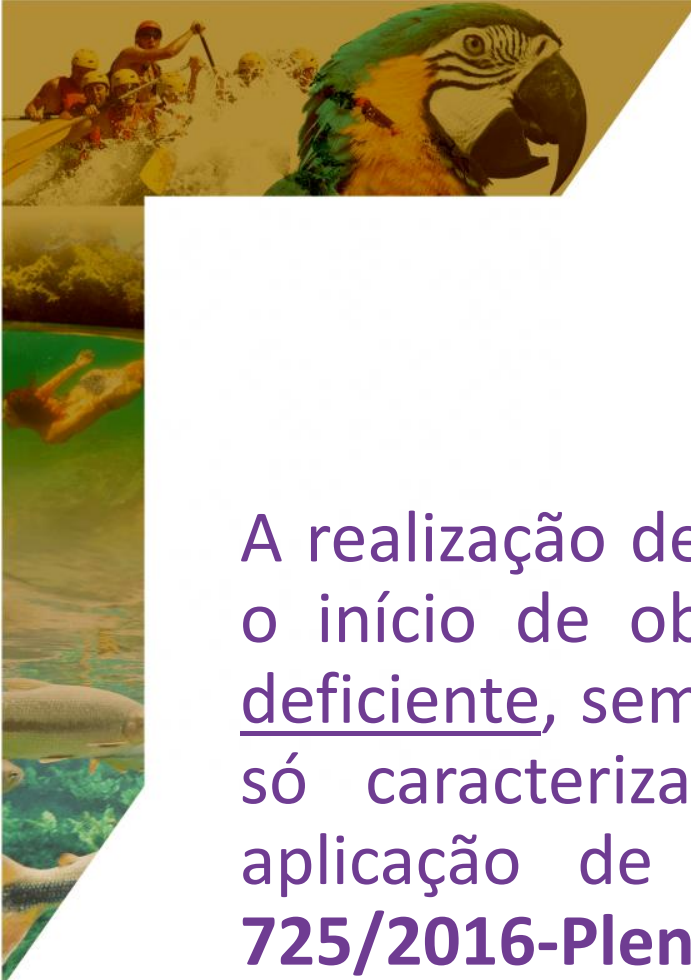 A realização de
o início de ob
deficiente, sem
só caracteriza
aplicação de
725/2016-Plen